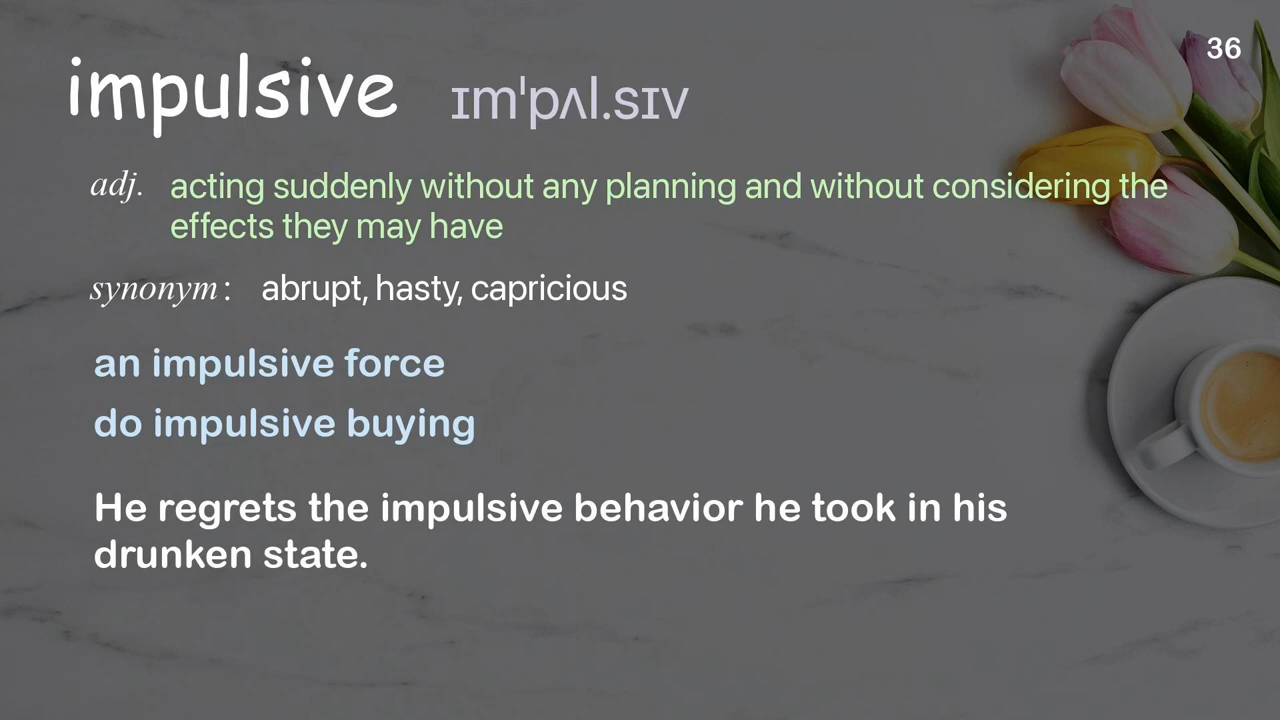 36
impulsive ɪmˈpʌl.sɪv
adj. acting suddenly without any planning and without considering the
effects they may have
synonym: abrupt, hasty, capricious
an impulsive force
do impulsive buying
He regrets the impulsive behavior he took in his
drunken state.